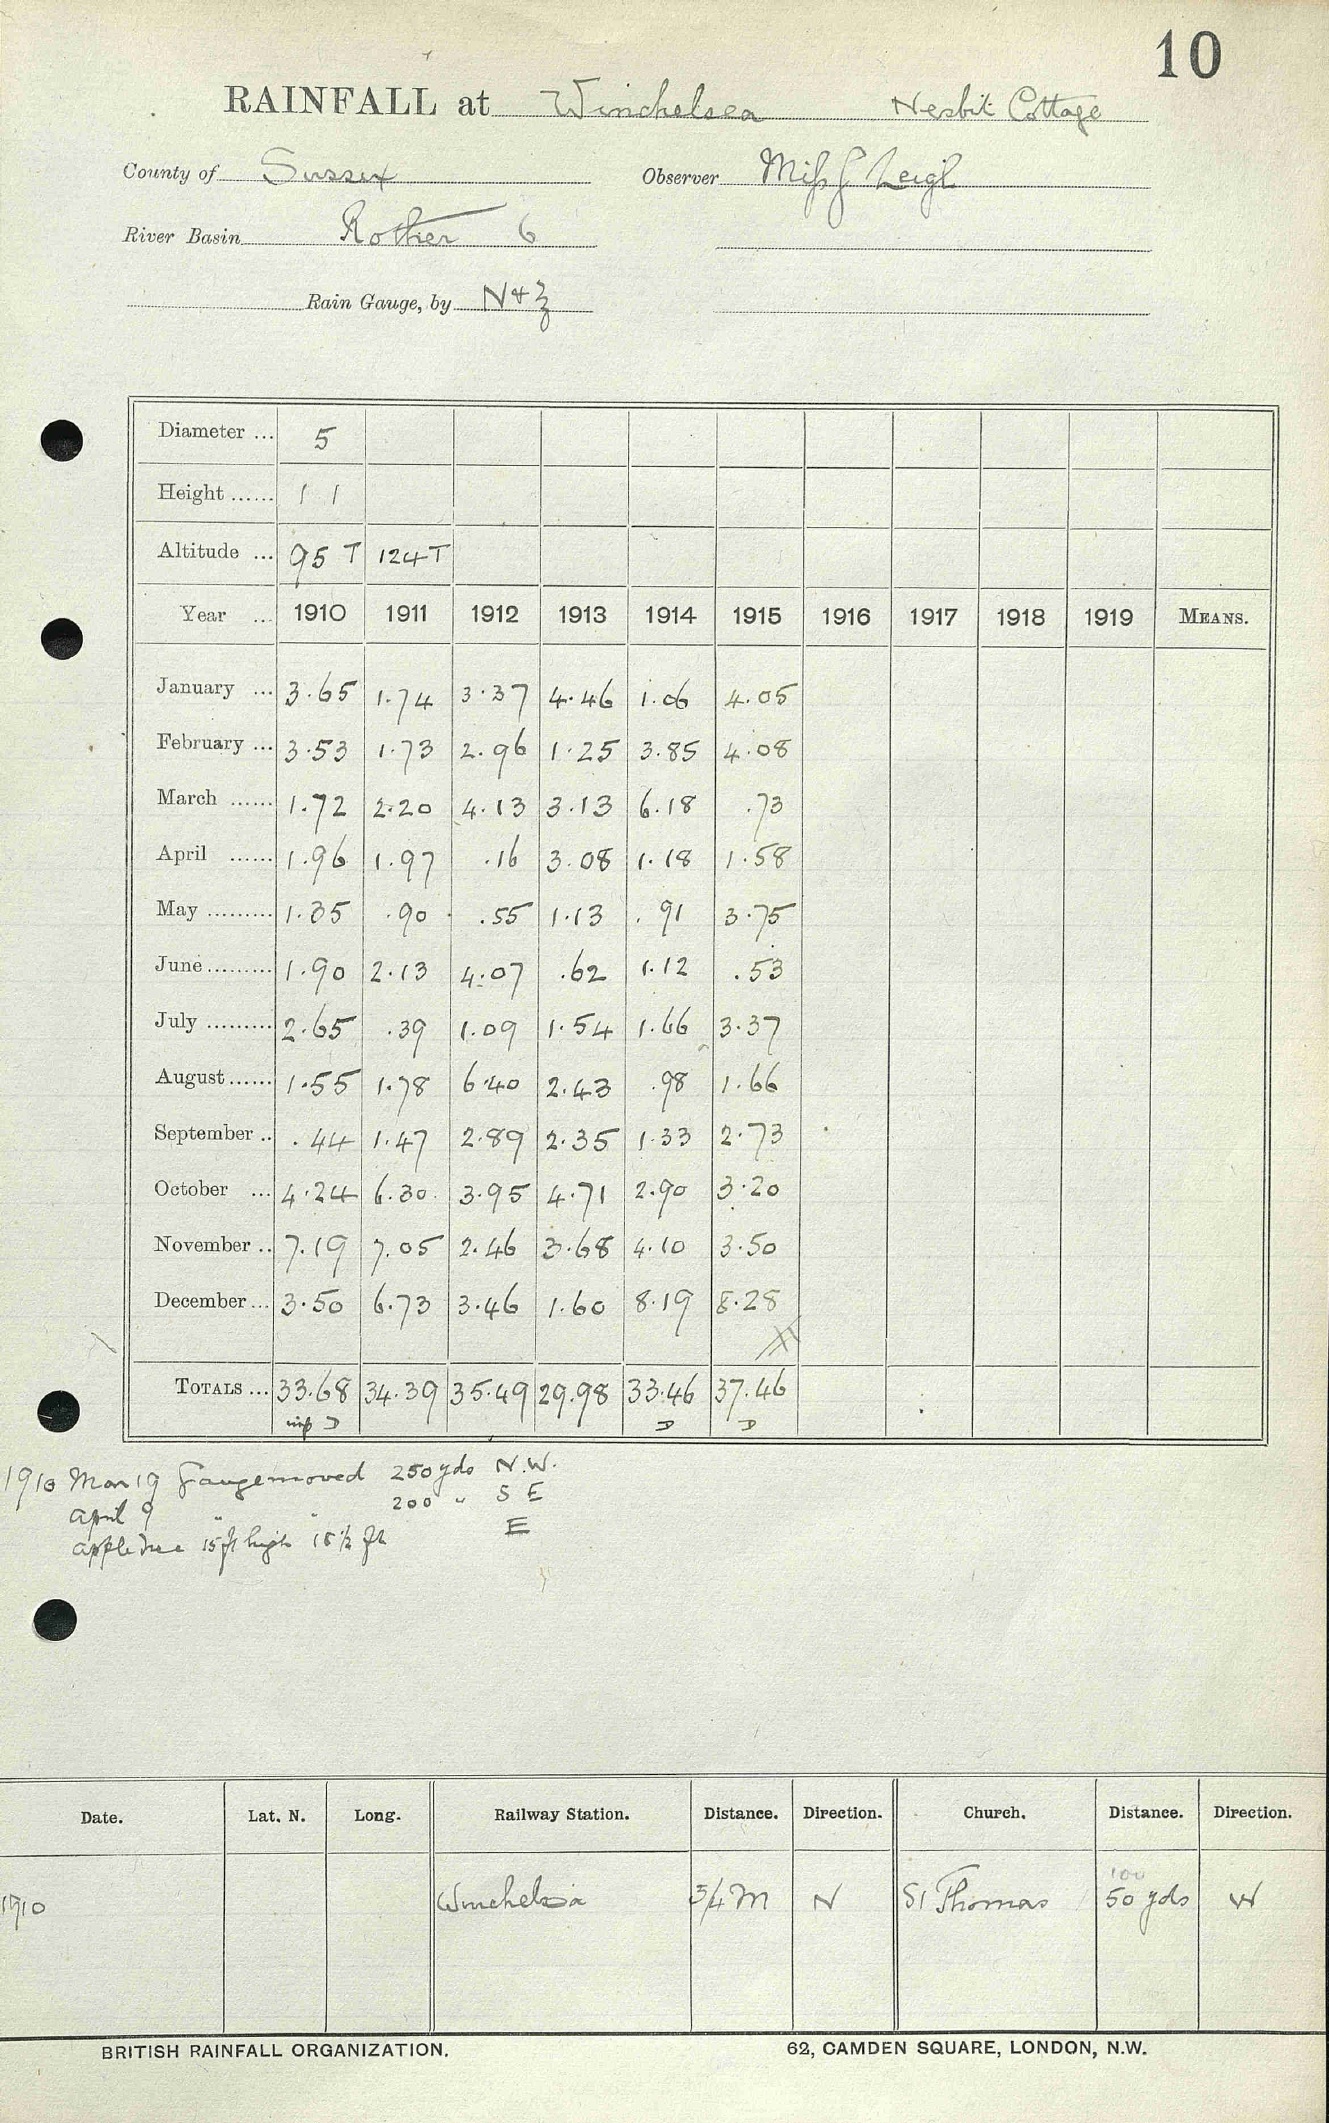 10
RAINFALL at Winchelsea Nesbit Cottage
County of Sussex Observer Miss J Leigh
River Basin Rother 6
Rain Gauge, by N+Z
Diameter ... 5
Height ...... 1 1
Altitude ... 95 T 124 T
Year ... 1910 1911 1912 1913 1914 1915 1916 1917 1918 1919 MEANS.
January ... 3.65 1.74 3.37 4.46 1.06 4.05
February ... 3.53 1.73 2.96 1.25 3.85 4.08
March ...... 1.72 2.20 4.13 3.13 6.18 .73
April ...... 1.96 1.97 .16 3.08 1.18 1.58
May ......... 1.35 .90 .55 1.13 .91 3.75
June ......... 1.90 2.13 4.07 .62 1.12 .53
July ......... 2.65 .39 1.09 1.54 1.66 3.37
August ...... 1.55 1.78 6.40 2.43 .98 1.66
September .. .44 1.47 2.89 2.35 1.33 2.73
October ... 4.24 6.30 3.95 4.71 2.90 3.20
November .. 7.19 7.05 2.46 3.68 4.10 3.50
December ... 3.50 6.73 3.46 1.60 8.19 8.28
TOTALS ... 33.68 34.39 35.49 29.98 33.46 37.46
imp D D D
1910 Mar 19 Gauge moved 250 yds N.W.
April 9 " " 200 " S E
apple tree 15 ft high 18½ ft E
Date. Lat. N. Long. Railway Station. Distance. Direction. Church. Distance. Direction.
100
1910 Winchelsea 3/4 M N St Thomas 50 yds W
BRITISH RAINFALL ORGANIZATION. 62, CAMDEN SQUARE, LONDON, N.W.